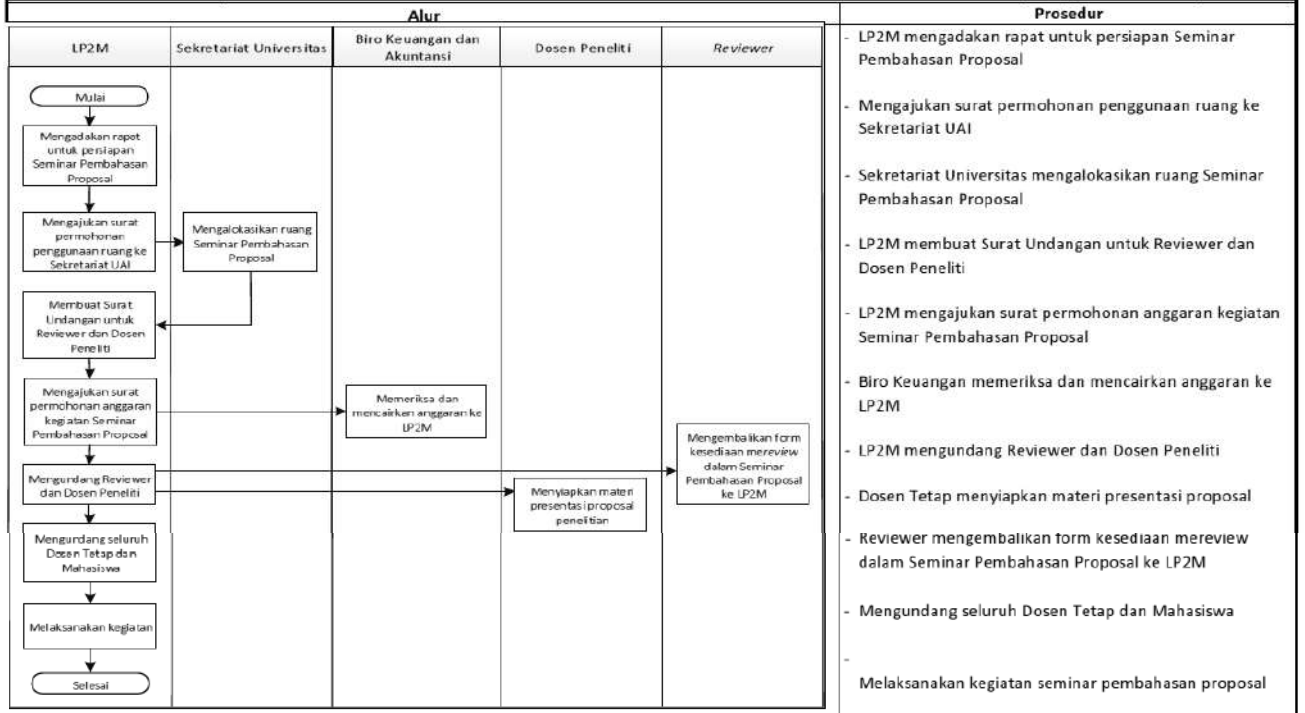 Alur
Prosedur
LP2M
Sekretariat Universitas
Biro Keuangan dan
Akuntansi
Dosen Peneliti
Reviewer
Mulai
Mengadakan rapat
untuk persiapan
Seminar Pembahasan
Proposal
Mengajukan surat
permohonan
penggunaan ruang ke
Sekretariat UAI
Mengalokasikan ruang
Seminar Pembahasan
Proposal
Membuat Surat
Undangan untuk
Reviewer dan Dosen
Peneliti
Mengajukan surat
permohonan anggaran
kegiatan Seminar
Pembahasan Proposal
Memeriksa dan
mencairkan anggaran ke
LP2M
Mengundang Reviewer
dan Dosen Peneliti
Mengembalikan form
kesediaan mereview
dalam Seminar
Pembahasan Proposal
ke LP2M
Menyiapkan materi
presentasi proposal
penelitian
Mengundang seluruh
Dosen Tetap dan
Mahasiswa
Melaksanakan kegiatan
Selesai
- LP2M mengadakan rapat untuk persiapan Seminar
Pembahasan Proposal
- Mengajukan surat permohonan penggunaan ruang ke
Sekretariat UAI
- Sekretariat Universitas mengalokasikan ruang Seminar
Pembahasan Proposal
- LP2M membuat Surat Undangan untuk Reviewer dan
Dosen Peneliti
- LP2M mengajukan surat permohonan anggaran kegiatan
Seminar Pembahasan Proposal
- Biro Keuangan memeriksa dan mencairkan anggaran ke
LP2M
- LP2M mengundang Reviewer dan Dosen Peneliti
- Dosen Tetap menyiapkan materi presentasi proposal
- Reviewer mengembalikan form kesediaan mereview
dalam Seminar Pembahasan Proposal ke LP2M
- Mengundang seluruh Dosen Tetap dan Mahasiswa
-
Melaksanakan kegiatan seminar pembahasan proposal